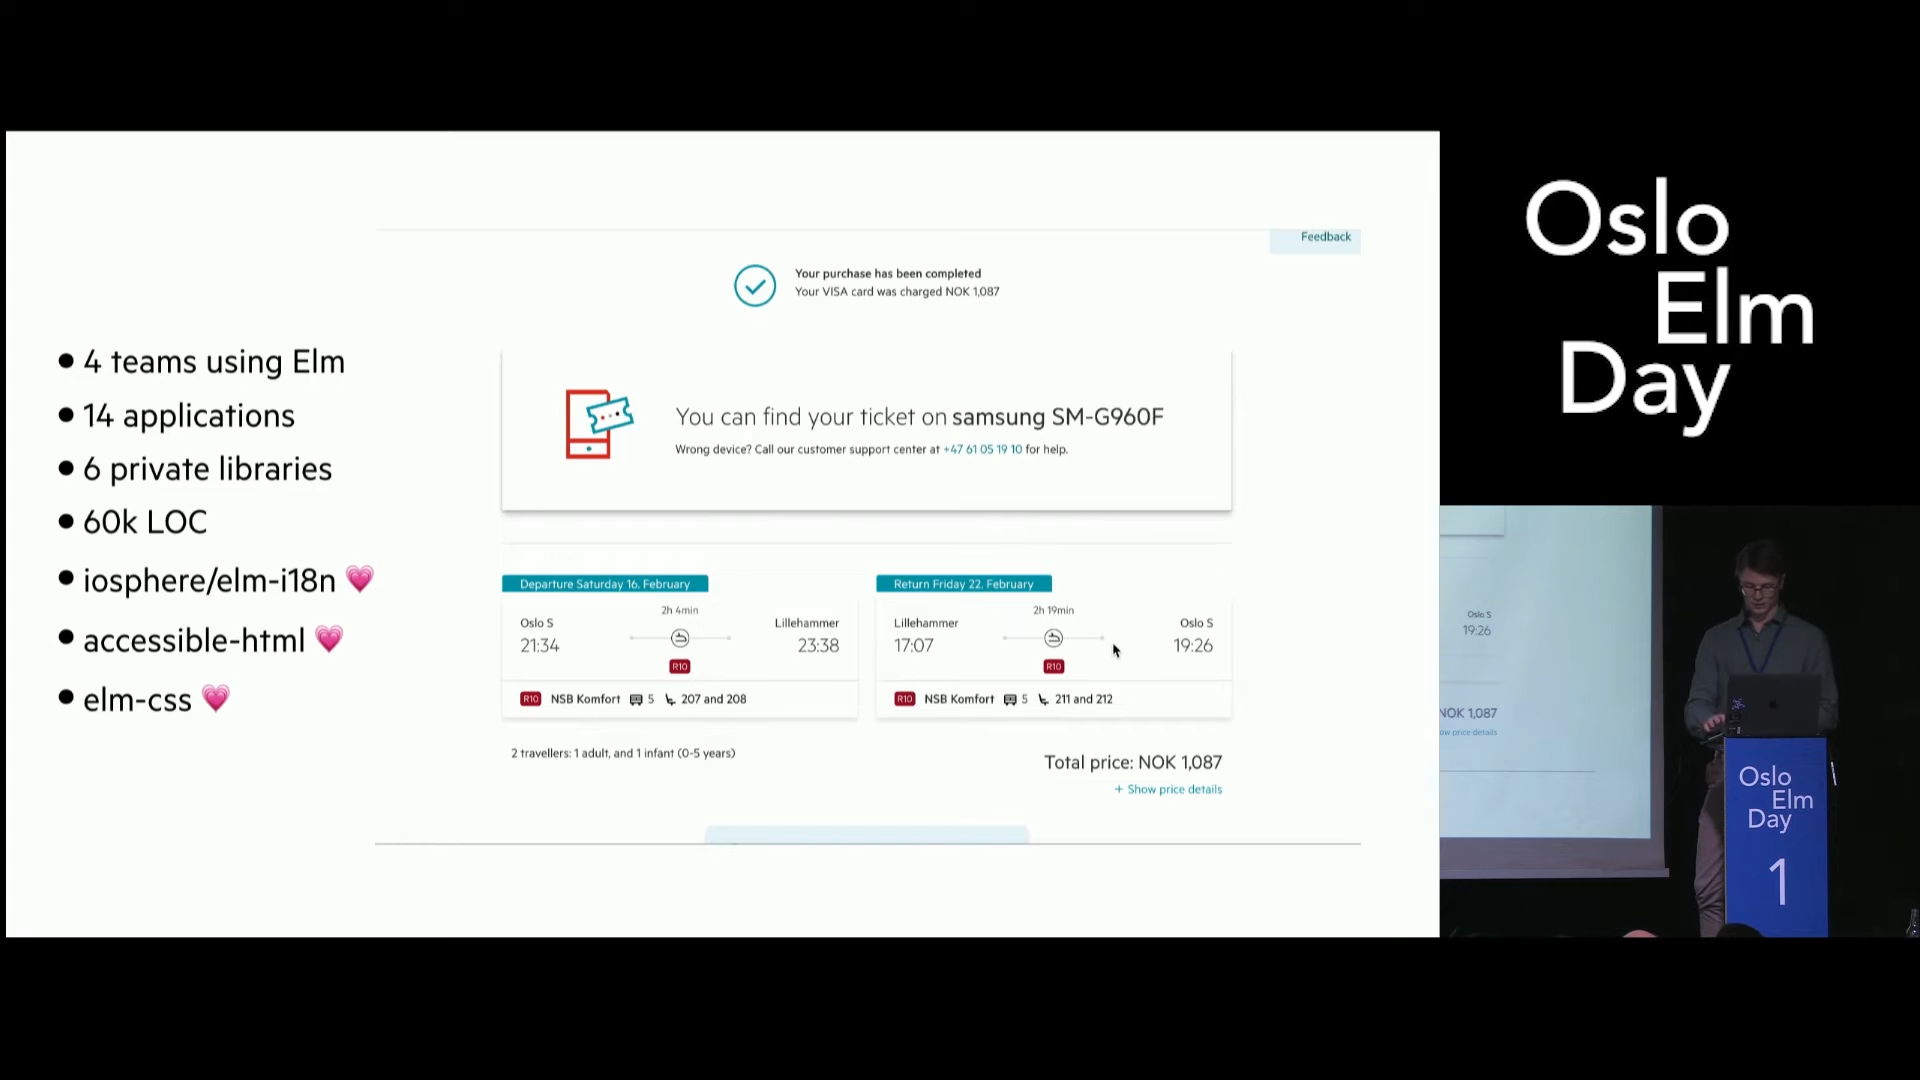 • 4 teams using Elm
• 14 applications
• 6 private libraries
• 60k LOC
• iosphere/elm-i18n 💗
• accessible-html 💗
• elm-css 💗
Feedback
Your purchase has been completed
Your VISA card was charged NOK 1,087
You can find your ticket on samsung SM-G960F
Wrong device? Call our customer support center at +47 61 05 19 10 for help.
Departure Saturday 16. February
2h 4min
Oslo S
Lillehammer
21:34
23:38
R10
R10 NSB Komfort 5 207 and 208
Return Friday 22. February
2h 19min
Lillehammer
Oslo S
17:07
19:26
R10
R10 NSB Komfort 5 211 and 212
2 travellers: 1 adult, and 1 infant (0-5 years)
Total price: NOK 1,087
+ Show price details
Oslo
Elm
Day
Oslo S
19:26
NOK 1,087
ow price details
Oslo
Elm
Day
1